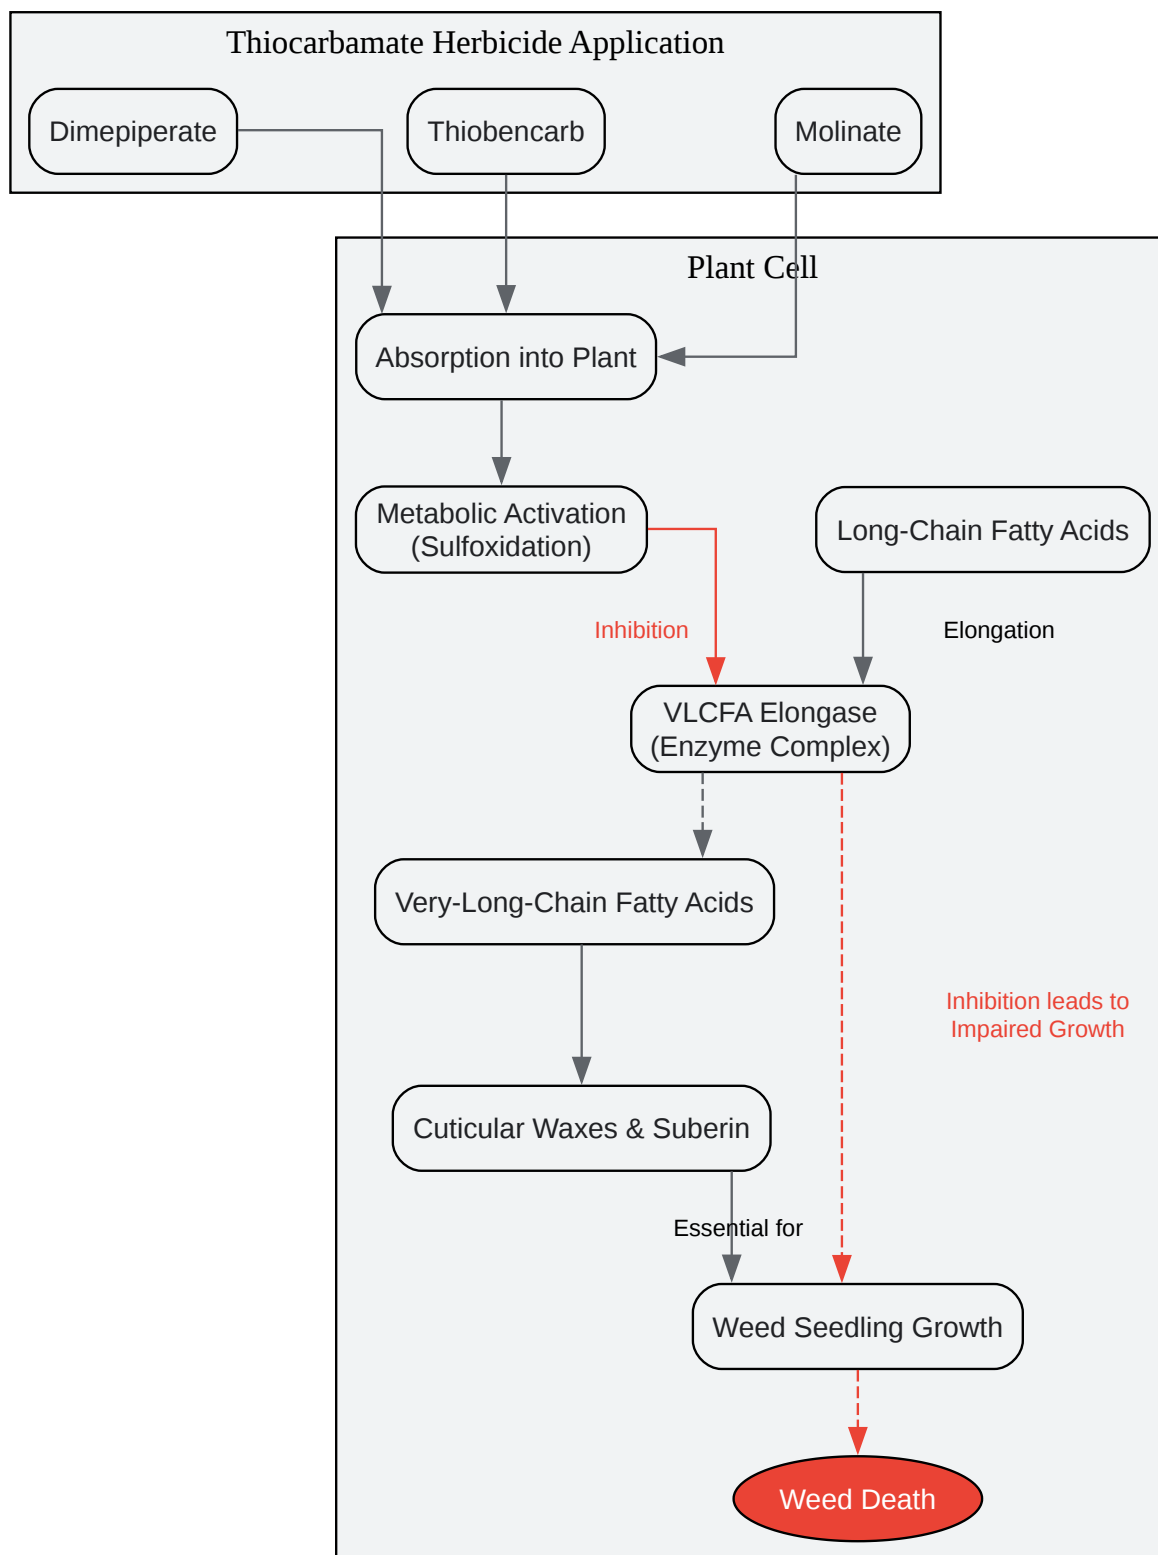 Thiocarbamate Herbicide Application
Dimepiperate
Thiobencarb
Molinate
Plant Cell
Absorption into Plant
Metabolic Activation
(Sulfoxidation)
Long-Chain Fatty Acids
Inhibition
Elongation
VLCFA Elongase
(Enzyme Complex)
Very-Long-Chain Fatty Acids
Inhibition leads to
Impaired Growth
Cuticular Waxes & Suberin
Essential for
Weed Seedling Growth
Weed Death